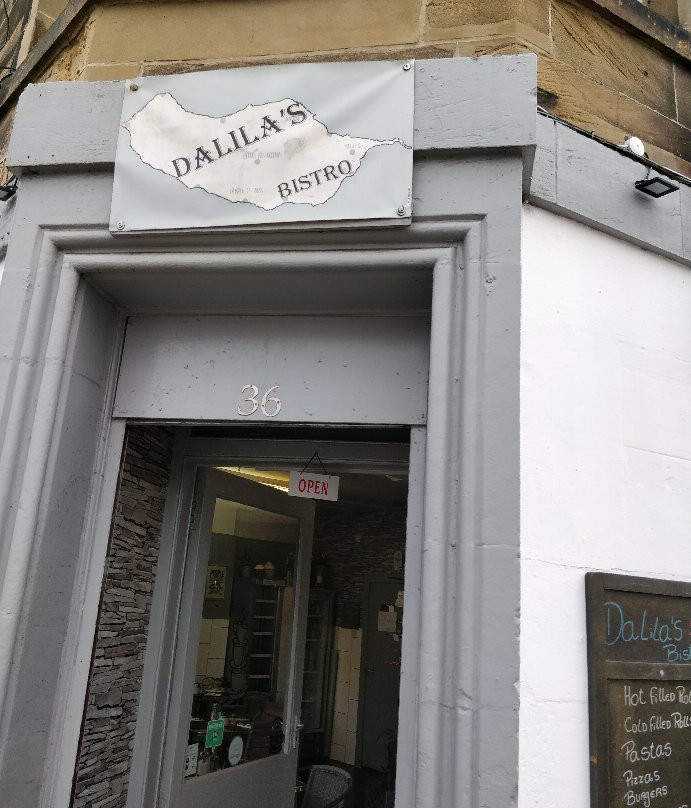 DALILA'S
BISTRO
36
OPEN
DaLiLa's
Hot Filled
Cold Filled Rolls
Pastas
Pizzas
Burgers